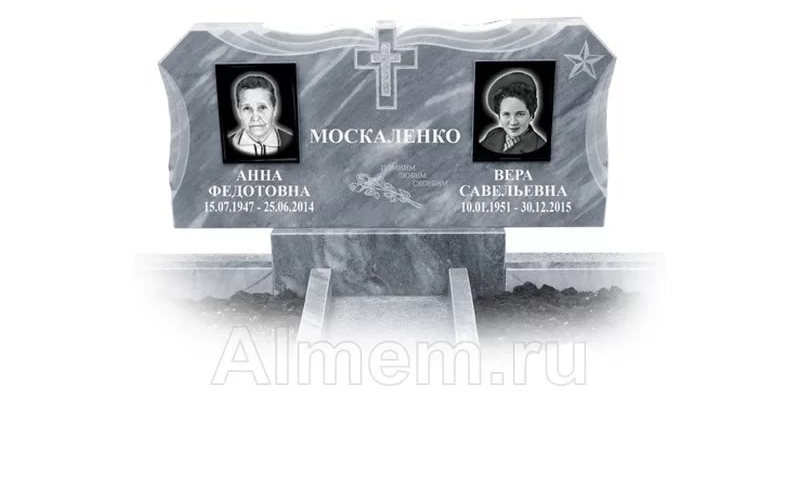 МОСКАЛЕНКО
АННА
ФЕДОТОВНА
15.07.1947 - 25.06.2014
ВЕРА
САВЕЛЬЕВНА
10.01.1951 - 30.12.2015
ПОМНИМ
ЛЮБИМ
СКОРБИМ
Almem.ru